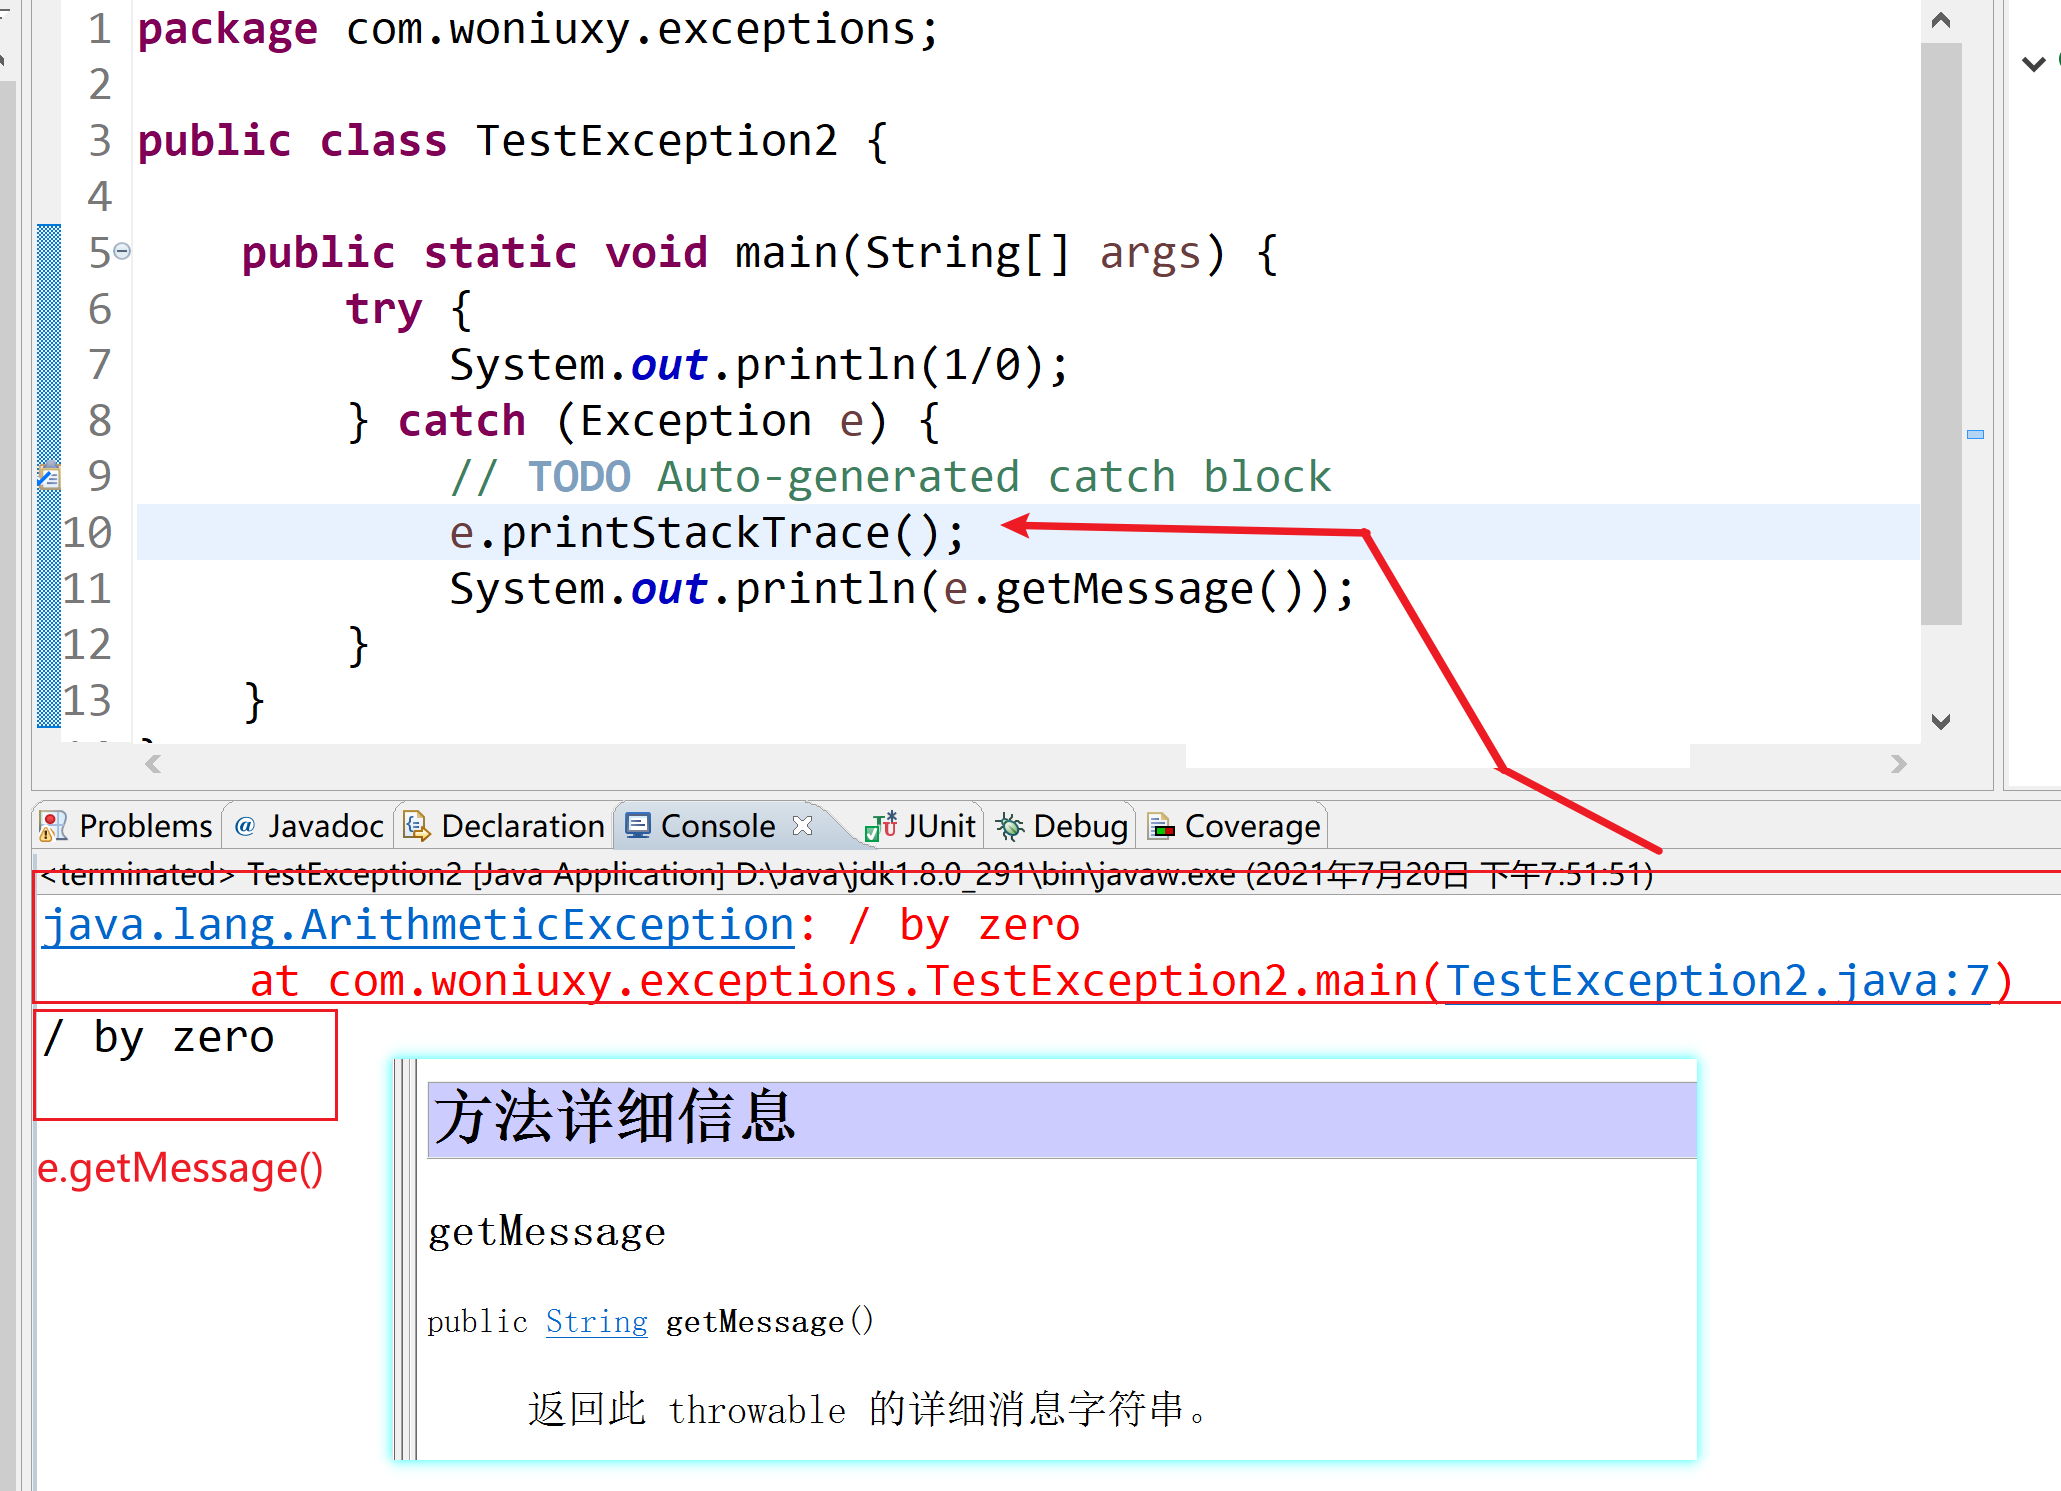 1 package com.woniuxy.exceptions;
2
3 public class TestException2 {
4
5 public static void main(String[] args) {
6 try {
7 System.out.println(1/0);
8 } catch (Exception e) {
9 // TODO Auto-generated catch block
10 e.printStackTrace();
11 System.out.println(e.getMessage());
12 }
13 }
Problems @ Javadoc Declaration Console JUnit Debug Coverage
<terminated> TestException2 [Java Application] D:\Java\jdk1.8.0_291\bin\javaw.exe (2021年7月20日 下午7:51:51)
java.lang.ArithmeticException: / by zero
at com.woniuxy.exceptions.TestException2.main(TestException2.java:7)
/ by zero
e.getMessage()
方法详细信息
getMessage
public String getMessage()
返回此 throwable 的详细消息字符串。